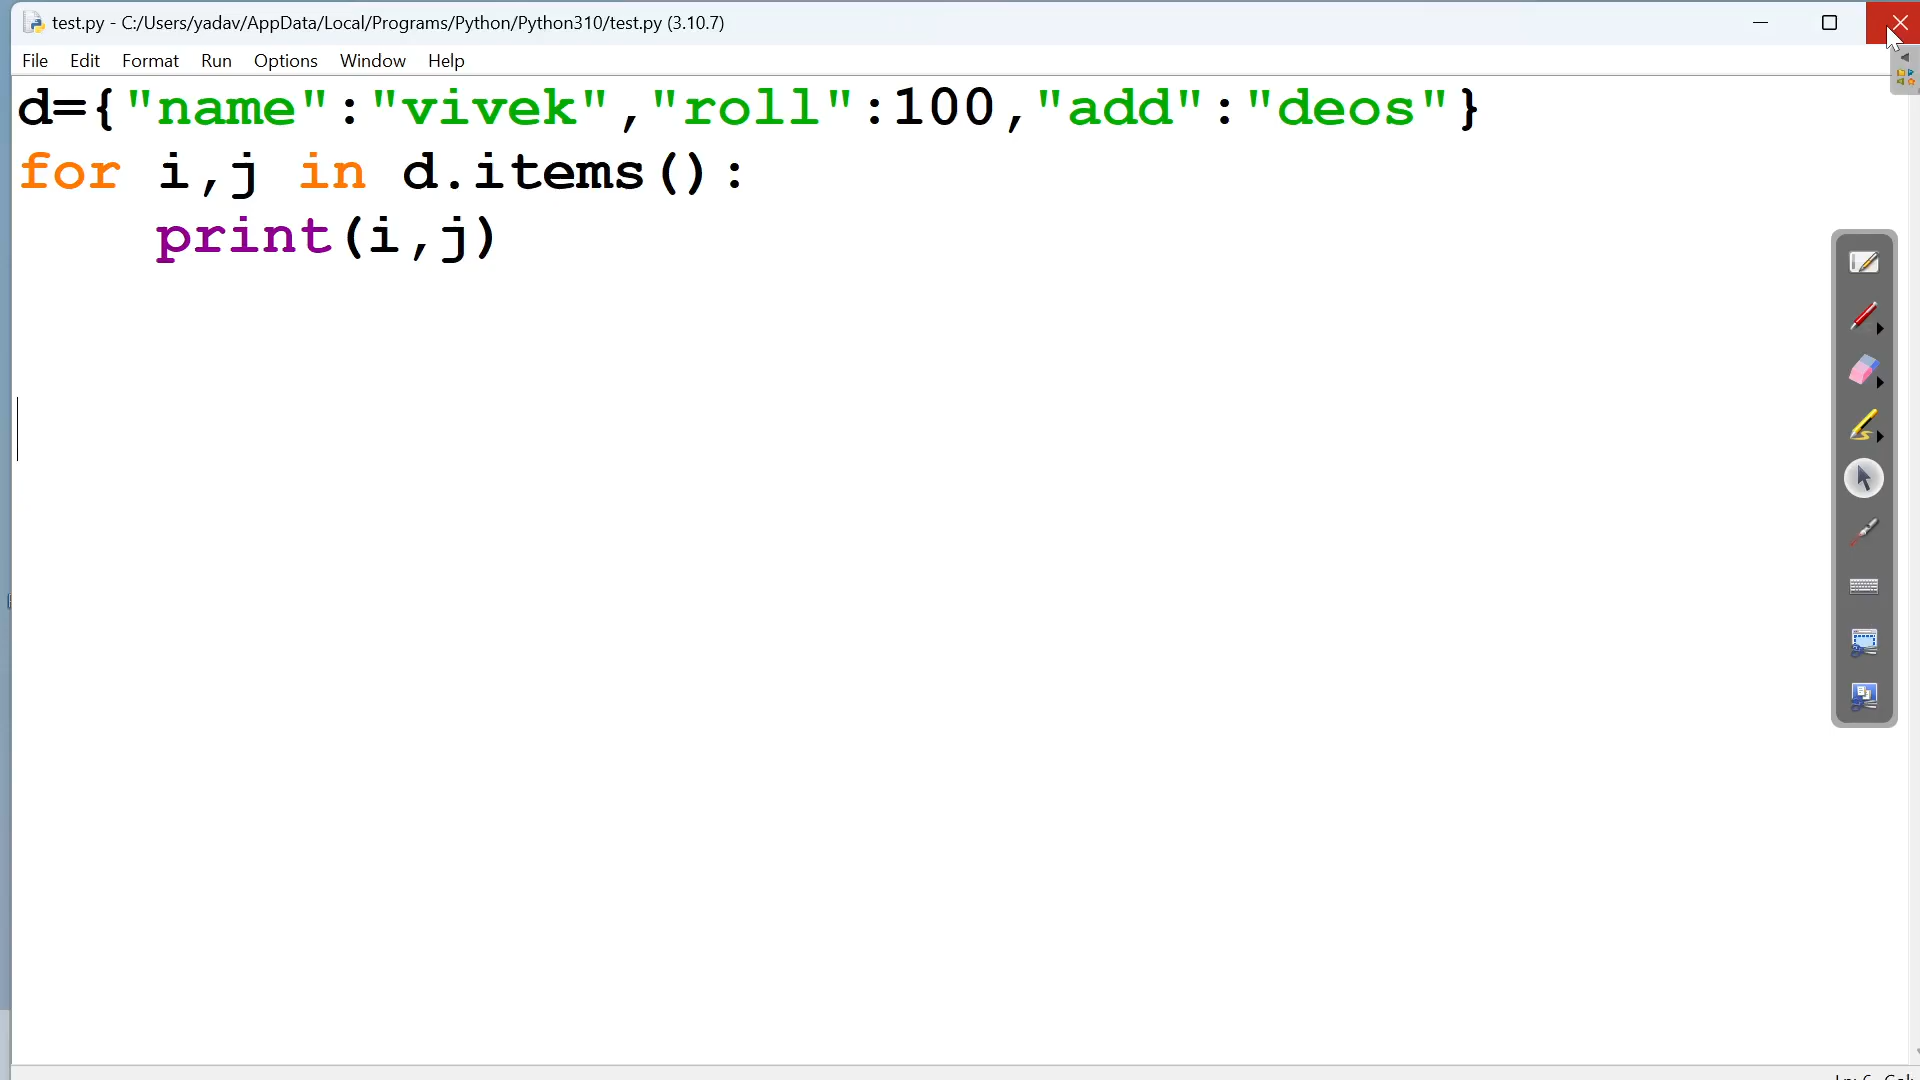 test.py - C:/Users/yadav/AppData/Local/Programs/Python/Python310/test.py (3.10.7)
File Edit Format Run Options Window Help
d={"name":"vivek","roll":100,"add":"deos"}
for i,j in d.items():
    print(i,j)